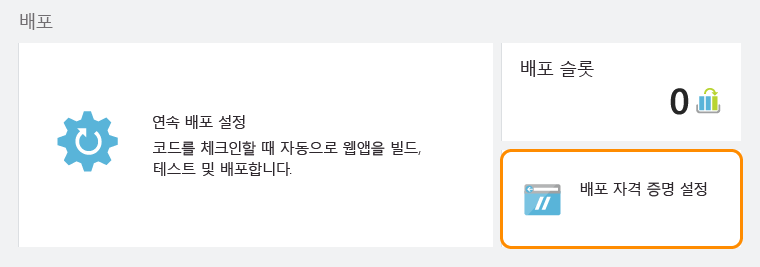 배포
연속 배포 설정
코드를 체크인할 때 자동으로 웹앱을 빌드,
테스트 및 배포합니다.
배포 슬롯
0
배포 자격 증명 설정